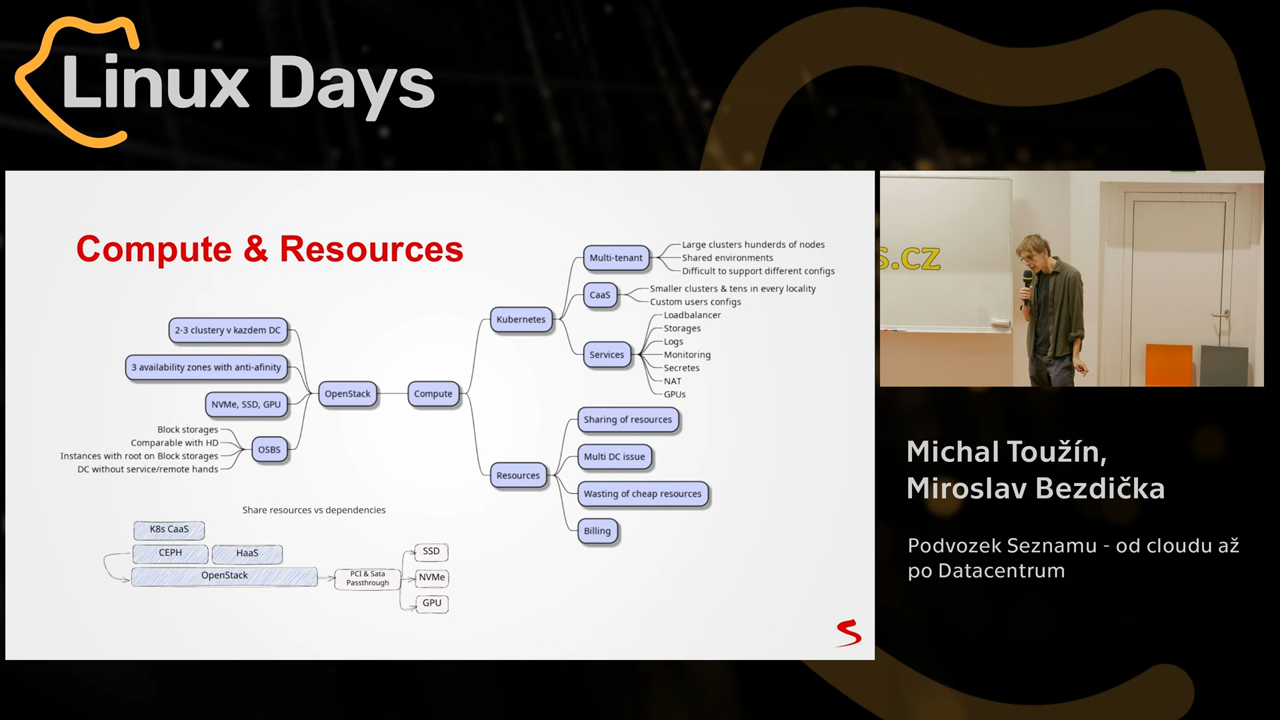 Linux Days
Compute & Resources
Multi-tenant
Large clusters hunderds of nodes
Shared environments
Difficult to support different configs
CaaS
Smaller clusters & tens in every locality
Custom users configs
Kubernetes
Services
Loadbalancer
Storages
Logs
Monitoring
Secretes
NAT
GPUs
2-3 clustery v kazdem DC
3 availability zones with anti-afinity
NVMe, SSD, GPU
OSBS
Block storages
Comparable with HD
Instances with root on Block storages
DC without service/remote hands
OpenStack
Compute
Resources
Sharing of resources
Multi DC issue
Wasting of cheap resources
Billing
Share resources vs dependencies
K8s CaaS
CEPH
HaaS
OpenStack
PCI & Sata
Passthrough
SSD
NVMe
GPU
s.cz
Michal Toužín,
Miroslav Bezdička
Podvozek Seznamu - od cloudu až
po Datacentrum